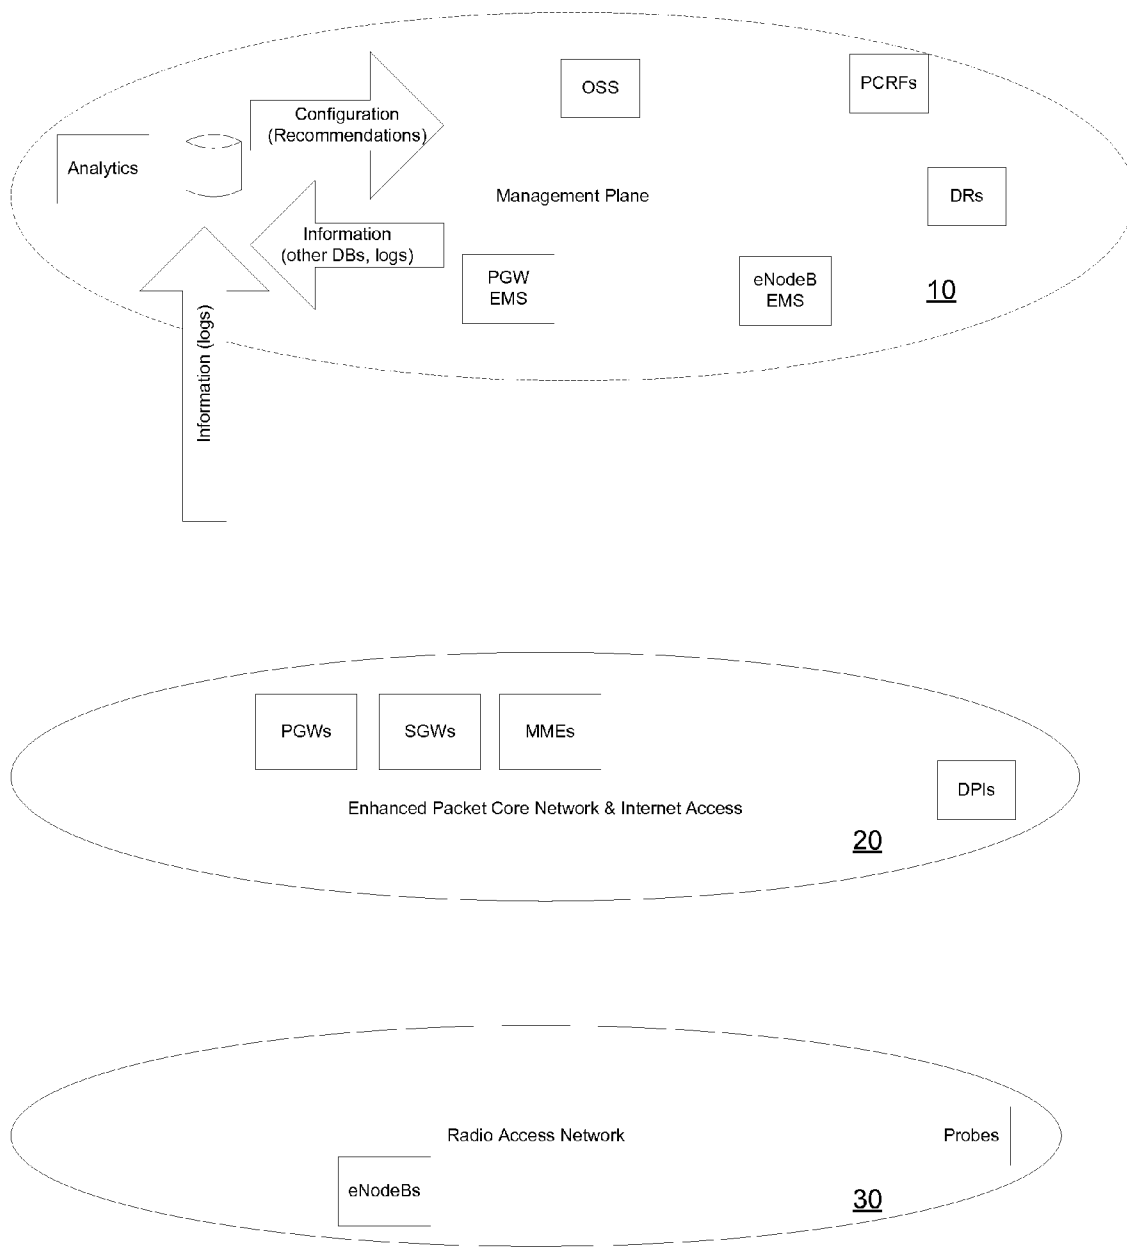 OSS
PCRFs
Configuration
(Recommendations)
Analytics
Management Plane
DRs
Information
(other DBs, logs)
PGW
EMS
eNodeB
EMS
10
Information (logs)
PGWs
SGWs
MMEs
DPIs
Enhanced Packet Core Network & Internet Access
20
Radio Access Network
Probes
eNodeBs
30